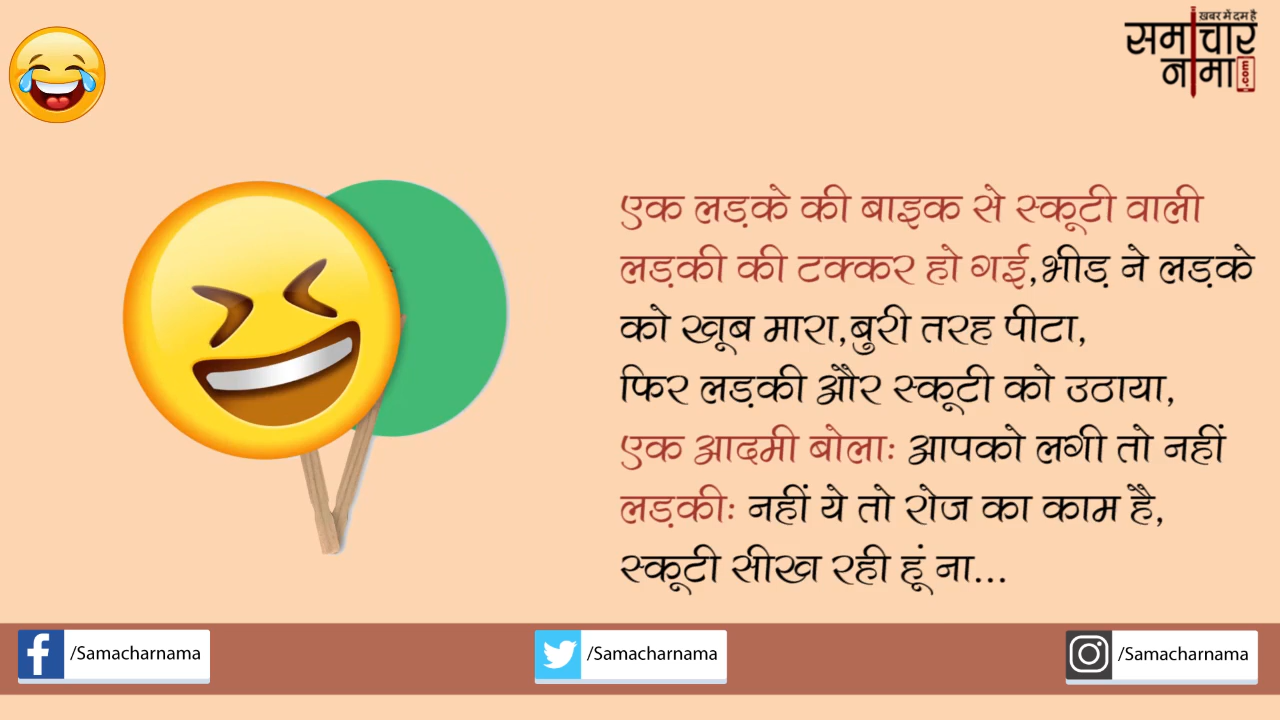 ख़बर में दम है
समाचार
नामा.com
एक लड़के की बाइक से स्कूटी वाली
लड़की की टक्कर हो गई,भीड़ ने लड़के
को खूब मारा,बुरी तरह पीटा,
फिर लड़की और स्कूटी को उठाया,
एक आदमी बोला: आपको लगी तो नहीं
लड़की: नहीं ये तो रोज का काम है,
स्कूटी सीख रही हूं ना...
/Samacharnama
/Samacharnama
/Samacharnama